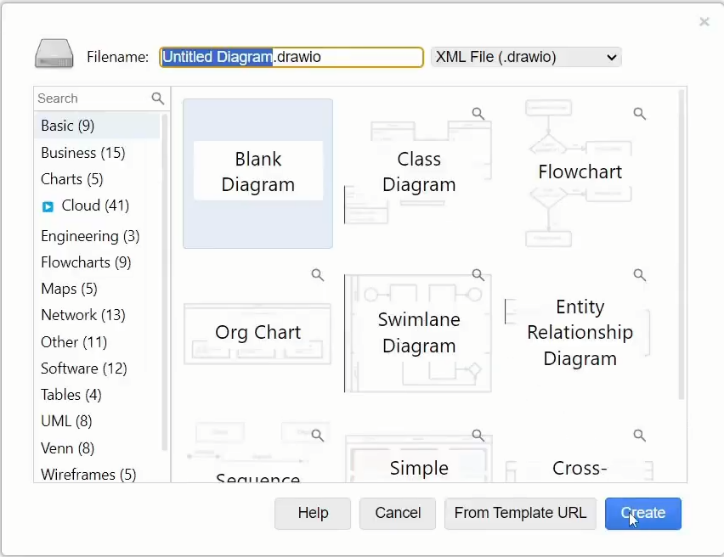 Filename: Untitled Diagram.drawio XML File (.drawio)
Search
Basic (9)
Business (15)
Charts (5)
Cloud (41)
Engineering (3)
Flowcharts (9)
Maps (5)
Network (13)
Other (11)
Software (12)
Tables (4)
UML (8)
Venn (8)
Wireframes (5)
Blank
Diagram
Class
Diagram
Flowchart
Org Chart
Swimlane
Diagram
Entity
Relationship
Diagram
Sequence
Simple
Cross-
Help Cancel From Template URL Create